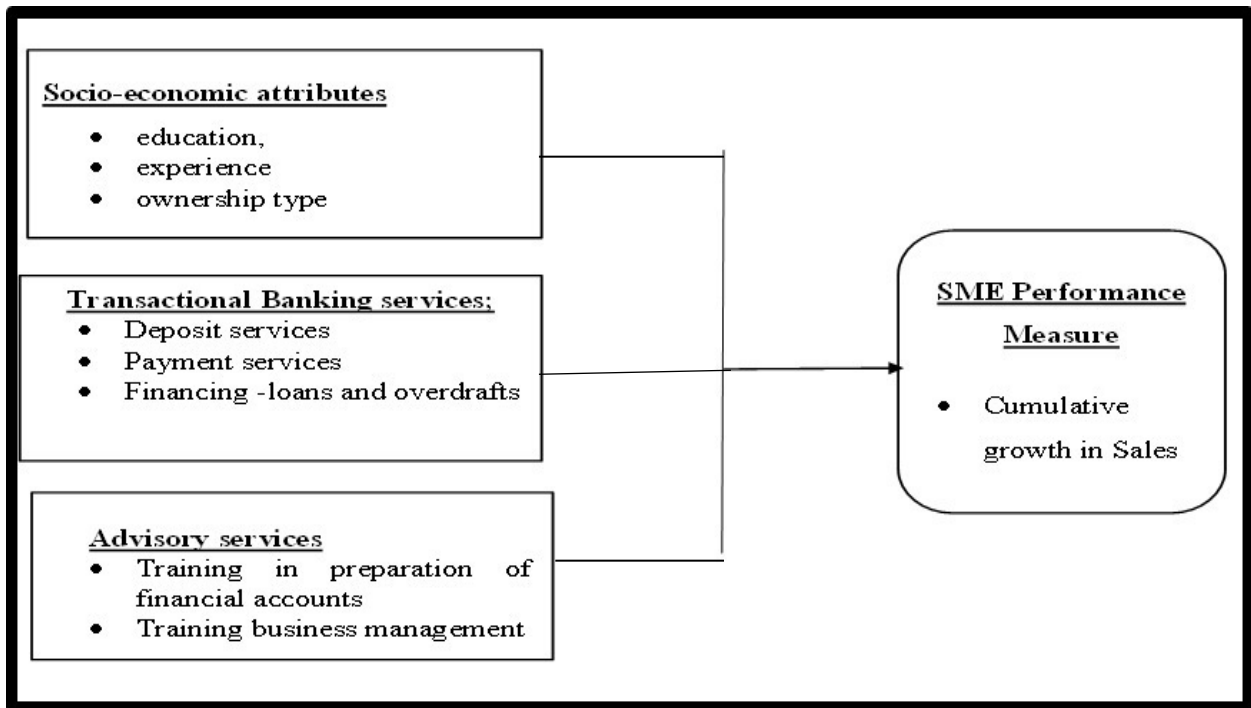 Socio-economic attributes
• education,
• experience
• ownership type
Transactional Banking services;
• Deposit services
• Payment services
• Financing -loans and overdrafts
Advisory services
• Training in preparation of
financial accounts
• Training business management
SME Performance
Measure
• Cumulative
growth in Sales